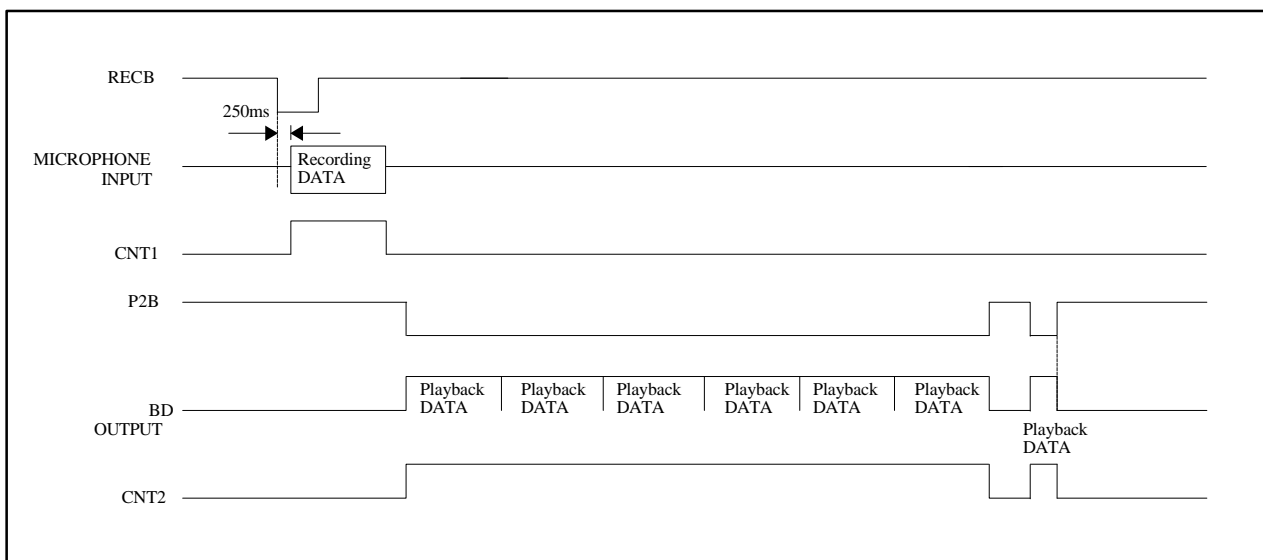 RECB
250ms
MICROPHONE
INPUT
Recording
DATA
CNT1
P2B
BD
OUTPUT
Playback
DATA
Playback
DATA
Playback
DATA
Playback
DATA
Playback
DATA
Playback
DATA
Playback
DATA
CNT2